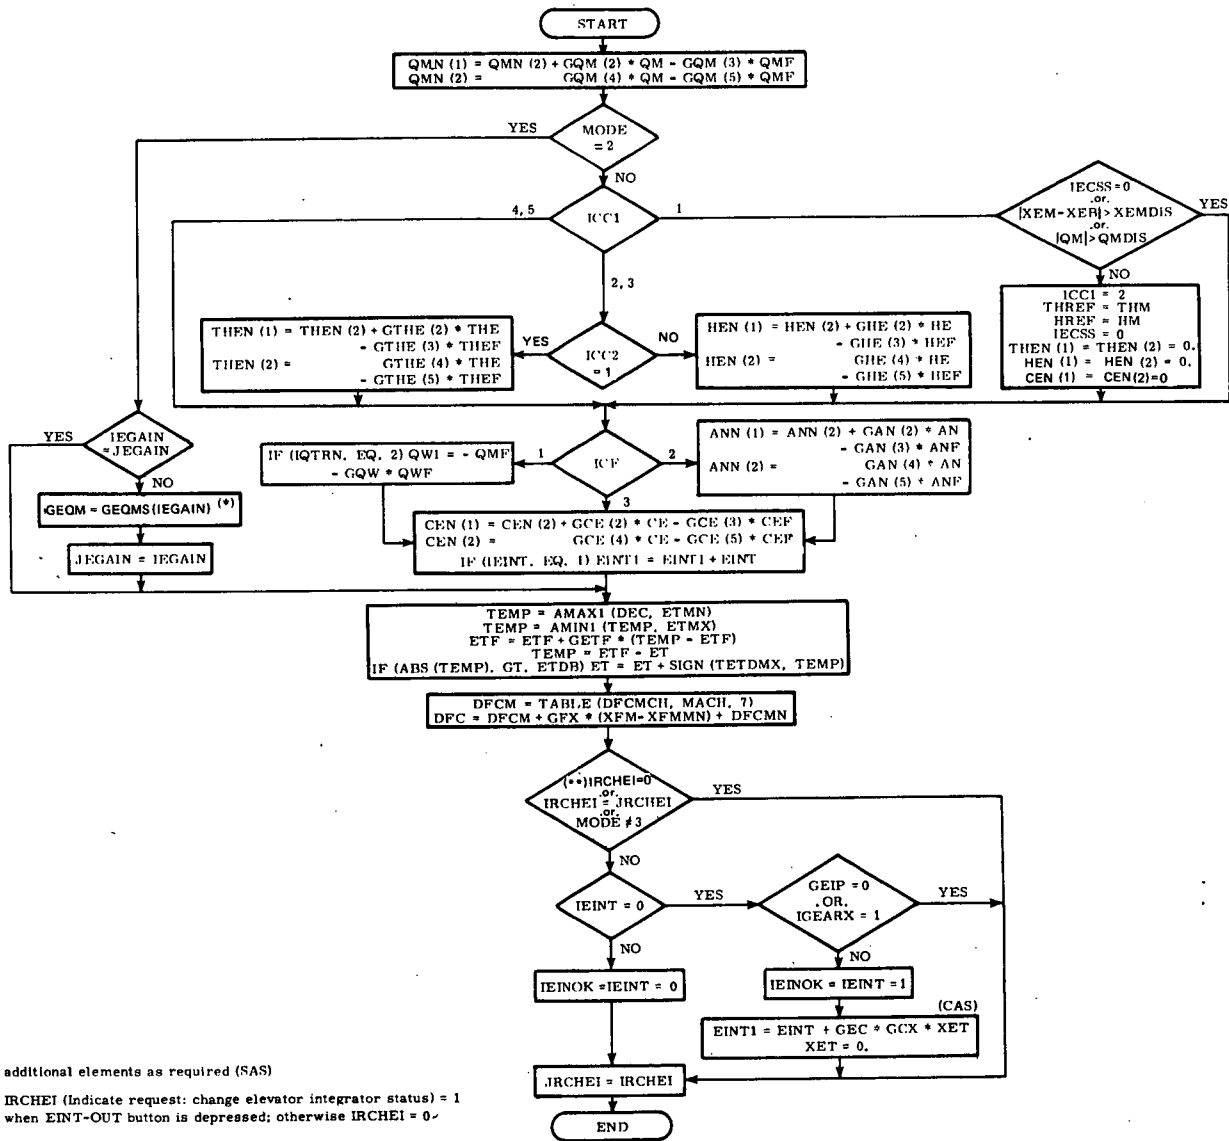 START
QMN (1) = QMN (2) + GQM (2) * QM - GQM (3) * QMF
QMN (2) = GQM (4) * QM - GQM (5) * QMF
MODE
= 2
YES
NO
ICC1
4, 5
1
2, 3
IECSS = 0
.or.
|XEM - XEB| > XEMDIS
.or.
|QM| > QMDIS
YES
NO
ICC1 = 2
THREF = THM
HREF = HM
IECSS = 0
THEN (1) = THEN (2) = 0.
HEN (1) HEN (2) = 0.
CEN (1) = CEN(2)=0
THEN (1) = THEN (2) + GTHE (2) * THE
- GTHE (3) * THEF
THEN (2) = GTHE (4) * THE
- GTHE (5) * THEF
YES
ICC2
= 1
NO
HEN (1) = HEN (2) + GHE (2) * HE
- GHE (3) * HEF
HEN (2) = GHE (4) * HE
- GHE (5) * HEF
YES
IEGAIN
= JEGAIN
NO
GEQM = GEQMS(IEGAIN) (*)
JEGAIN = IEGAIN
IF (IQTRN. EQ. 2) QWI = - QMF
- GQW * QWF
1
ICF
2
3
ANN (1) = ANN (2) + GAN (2) * AN
- GAN (3) * ANF
ANN (2) = GAN (4) * AN
- GAN (5) * ANF
CEN (1) = CEN (2) + GCE (2) * CE - GCE (3) * CEF
CEN (2) = GCE (4) * CE - GCE (5) * CEF
IF (IEINT. EQ. 1) EINT1 = EINT1 + EINT
TEMP = AMAX1 (DEC, ETMN)
TEMP = AMIN1 (TEMP, ETMX)
ETF = ETF + GETF * (TEMP - ETF)
TEMP = ETF - ET
IF (ABS (TEMP). GT. ETDB) ET = ET + SIGN (TETDMX, TEMP)
DFCM = TABLE (DFCMCH, MACH, 7)
DFC = DFCM + GFX * (XFM - XFMMN) + DFCMN
(**) IRCHEI=0
.or.
IRCHEI = JRCHEI
.or.
MODE ≠ 3
YES
NO
IEINT = 0
YES
NO
GEIP = 0
.OR.
IGEARX = 1
YES
NO
IEINOK = IEINT = 0
IEINOK = IEINT = 1
(CAS)
EINT1 = EINT + GEC * GCX * XET
XET = 0.
JRCHEI = IRCHEI
END
additional elements as required (SAS)
IRCHEI (Indicate request: change elevator integrator status) = 1
when EINT-OUT button is depressed; otherwise IRCHEI = 0